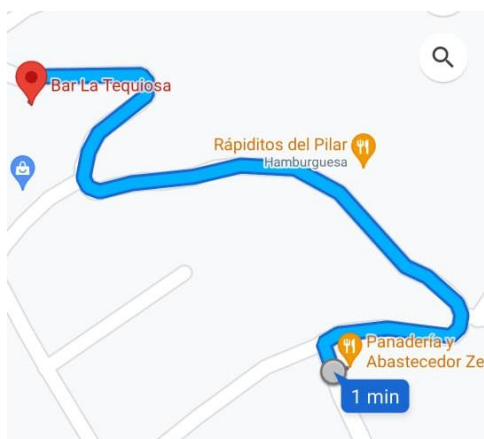 Bar La Tequiosa
Rápiditos del Pilar
Hamburguesa
Panadería y
Abastecedor Ze
1 min